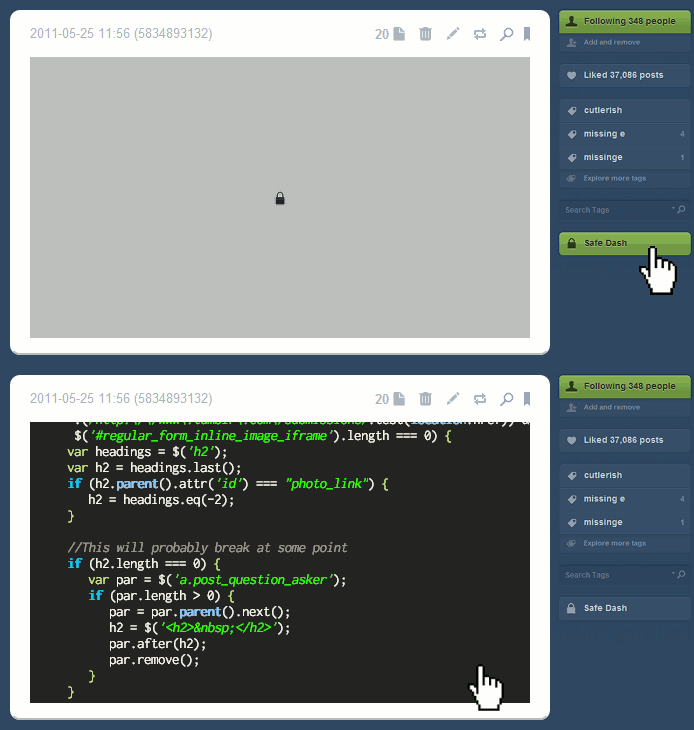 2011-05-25 11:56 (5834893132)
20
Following 348 people
Add and remove
Liked 37,086 posts
cutlerish
missing e 4
missinge 1
Explore more tags
Search Tags
Safe Dash
2011-05-25 11:56 (5834893132)
20
$('#regular_form_inline_image_iframe').length === 0) {
var headings = $('h2');
var h2 = headings.last();
if (h2.parent().attr('id') === "photo_link") {
h2 = headings.eq(-2);
}
//This will probably break at some point
if (h2.length === 0) {
var par = $('a.post_question_asker');
if (par.length > 0) {
par = par.parent().next();
h2 = $('<h2>&nbsp;</h2>');
par.after(h2);
par.remove();
}
}
Following 348 people
Add and remove
Liked 37,086 posts
cutlerish
missing e 4
missinge 1
Explore more tags
Search Tags
Safe Dash